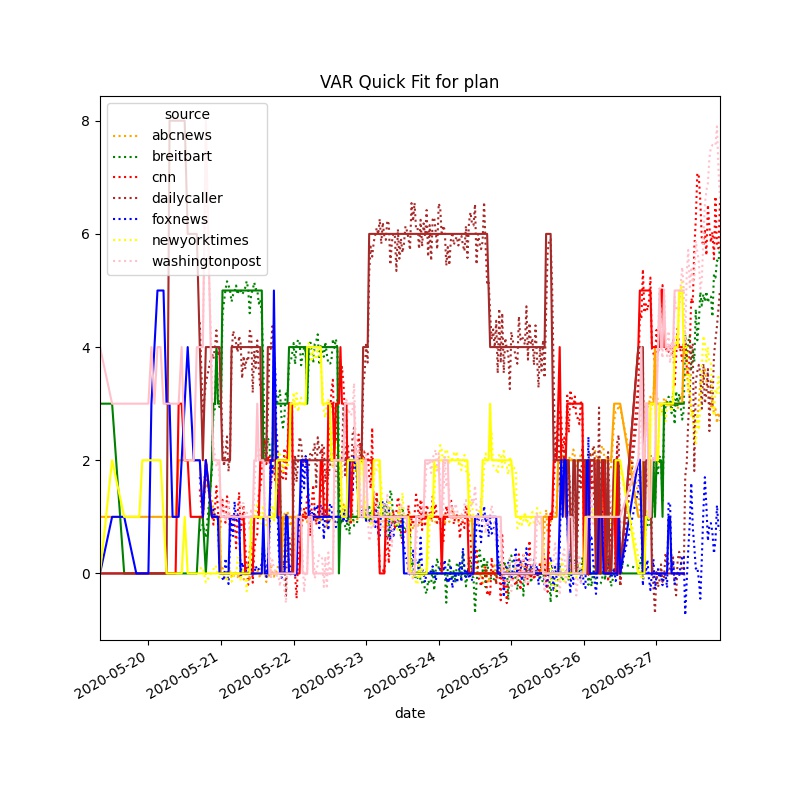 VAR Quick Fit for plan
source
abcnews
breitbart
cnn
dailycaller
foxnews
newyorktimes
washingtonpost
8
6
4
2
0
2020-05-20
2020-05-21
2020-05-22
2020-05-23
2020-05-24
2020-05-25
2020-05-26
2020-05-27
date